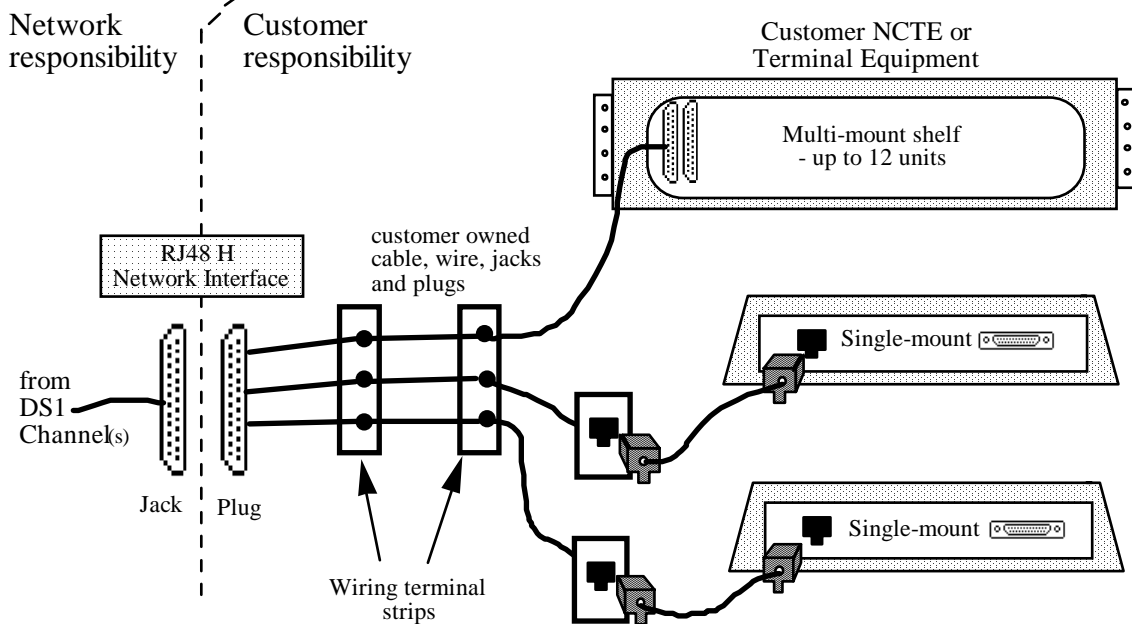 Network
responsibility
Customer
responsibility
Customer NCTE or
Terminal Equipment
Multi-mount shelf
- up to 12 units
RJ48 H
Network Interface
customer owned
cable, wire, jacks
and plugs
Single-mount
from
DS1
Channel(s)
Jack
Plug
Single-mount
Wiring terminal
strips